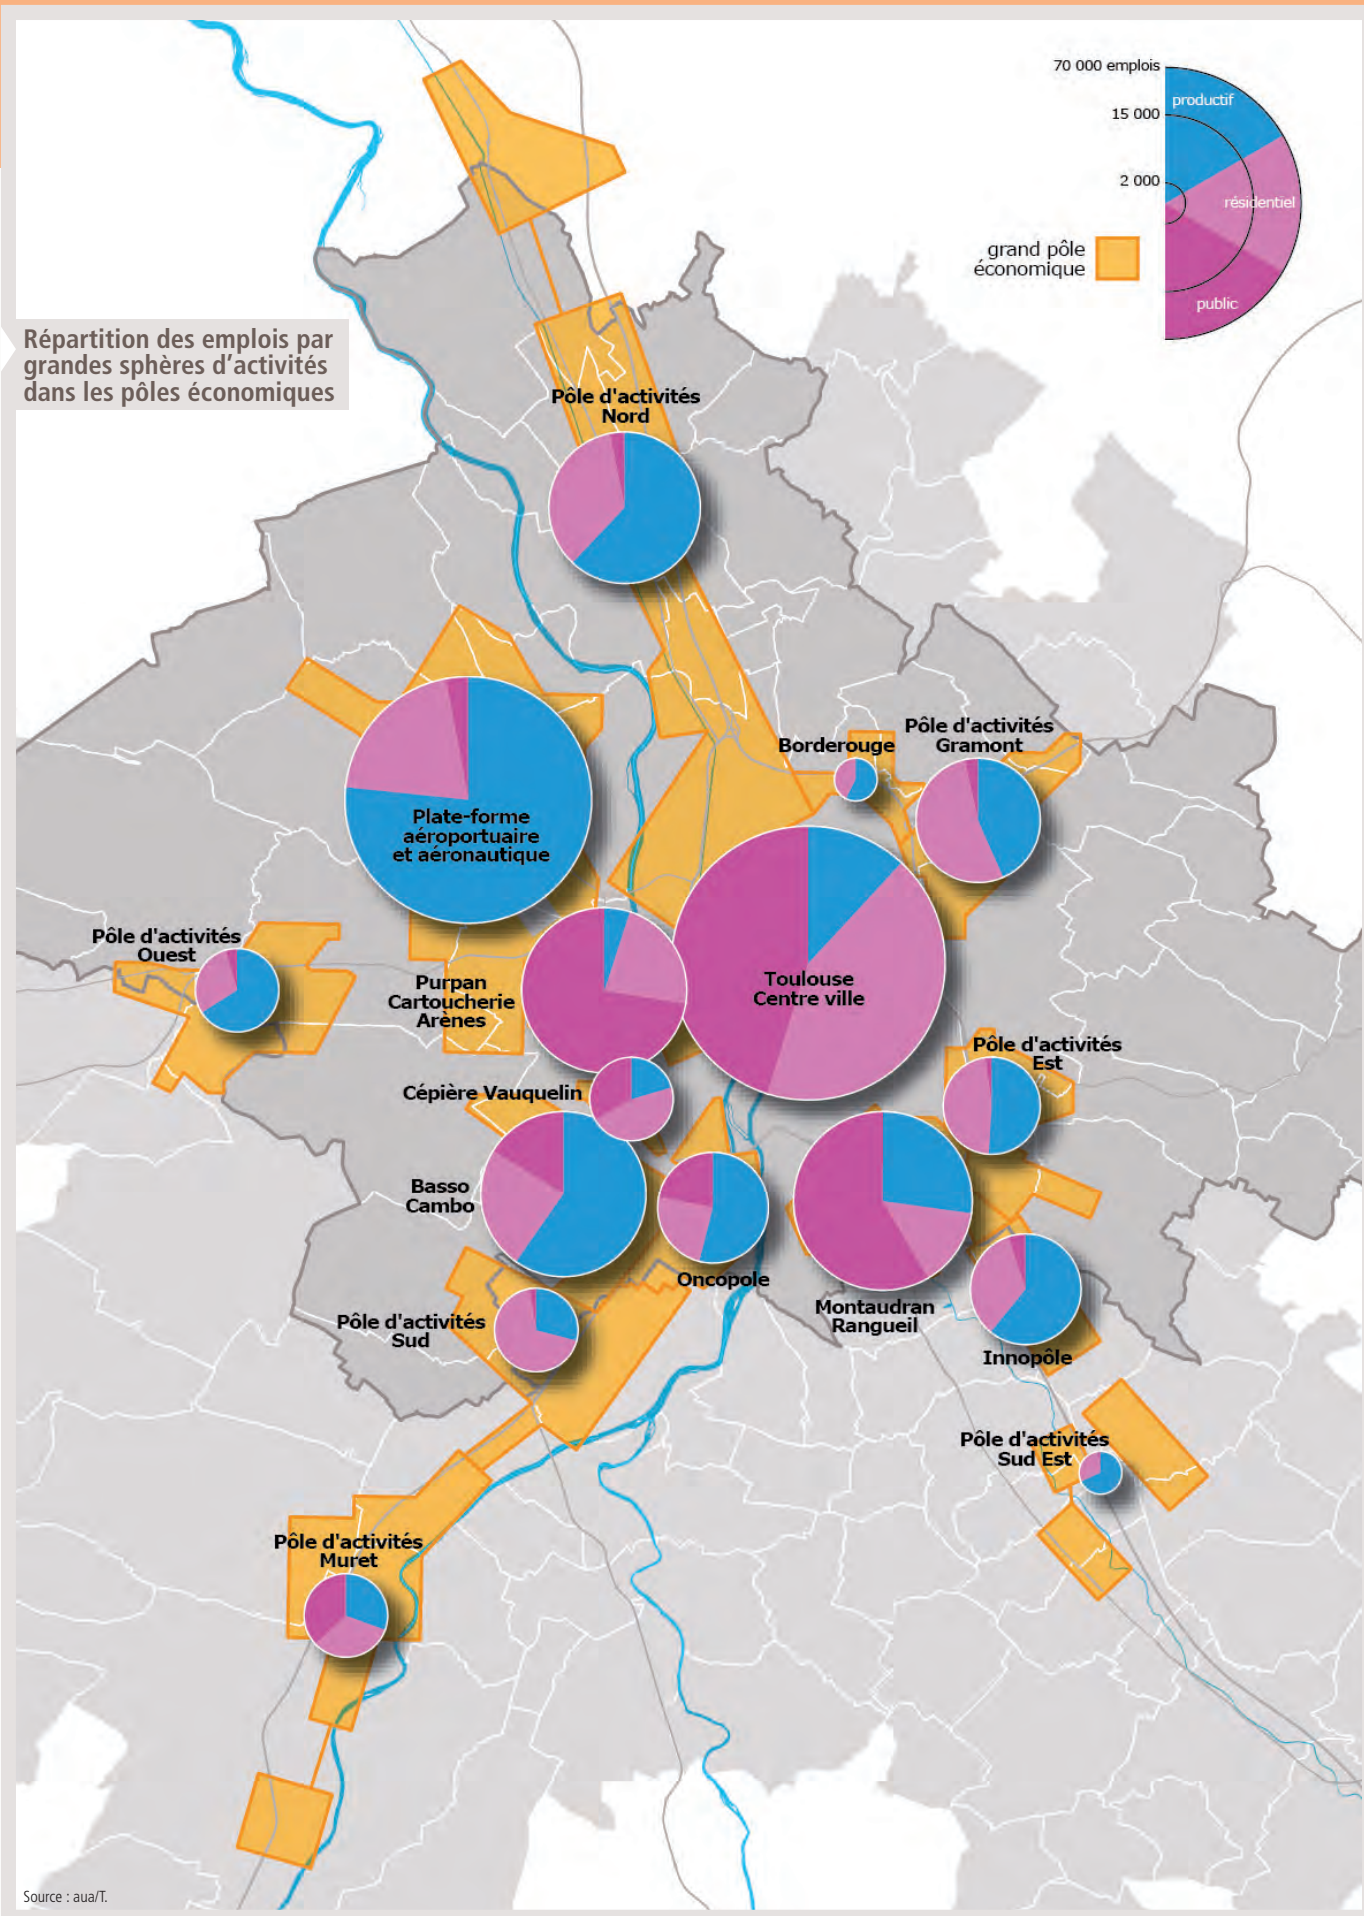 70 000 emplois
productif
15 000
2 000
résidentiel
grand pôle
économique
public
Répartition des emplois par
grandes sphères d'activités
dans les pôles économiques
Pôle d'activités
Nord
Borderouge
Pôle d'activités
Gramont
Plate-forme
aéroportuaire
et aéronautique
Pôle d'activités
Ouest
Purpan
Cartoucherie
Arènes
Toulouse
Centre ville
Pôle d'activités
Est
Cépière Vauquelin
Basso
Cambo
Oncopole
Montaudran
Rangueil
Pôle d'activités
Sud
Innopôle
Pôle d'activités
Sud Est
Pôle d'activités
Muret
Source : aua/T.